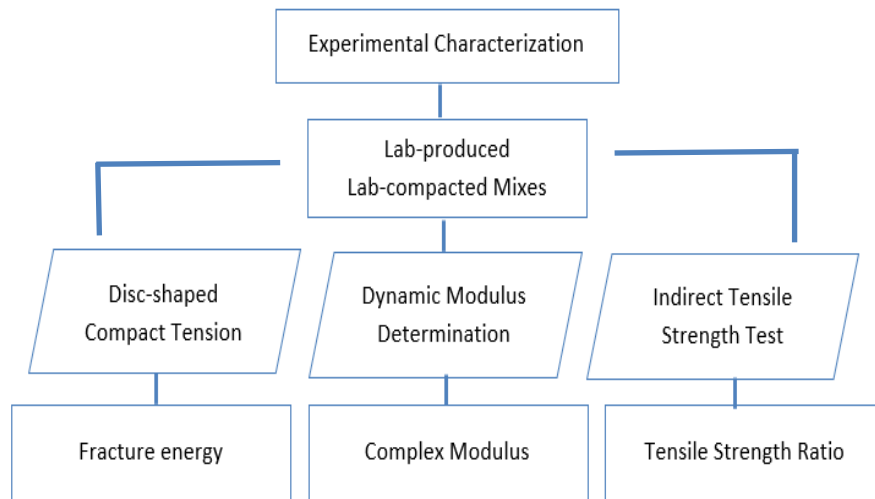 Experimental Characterization
Lab-produced
Lab-compacted Mixes
Disc-shaped
Compact Tension
Dynamic Modulus
Determination
Indirect Tensile
Strength Test
Fracture energy
Complex Modulus
Tensile Strength Ratio